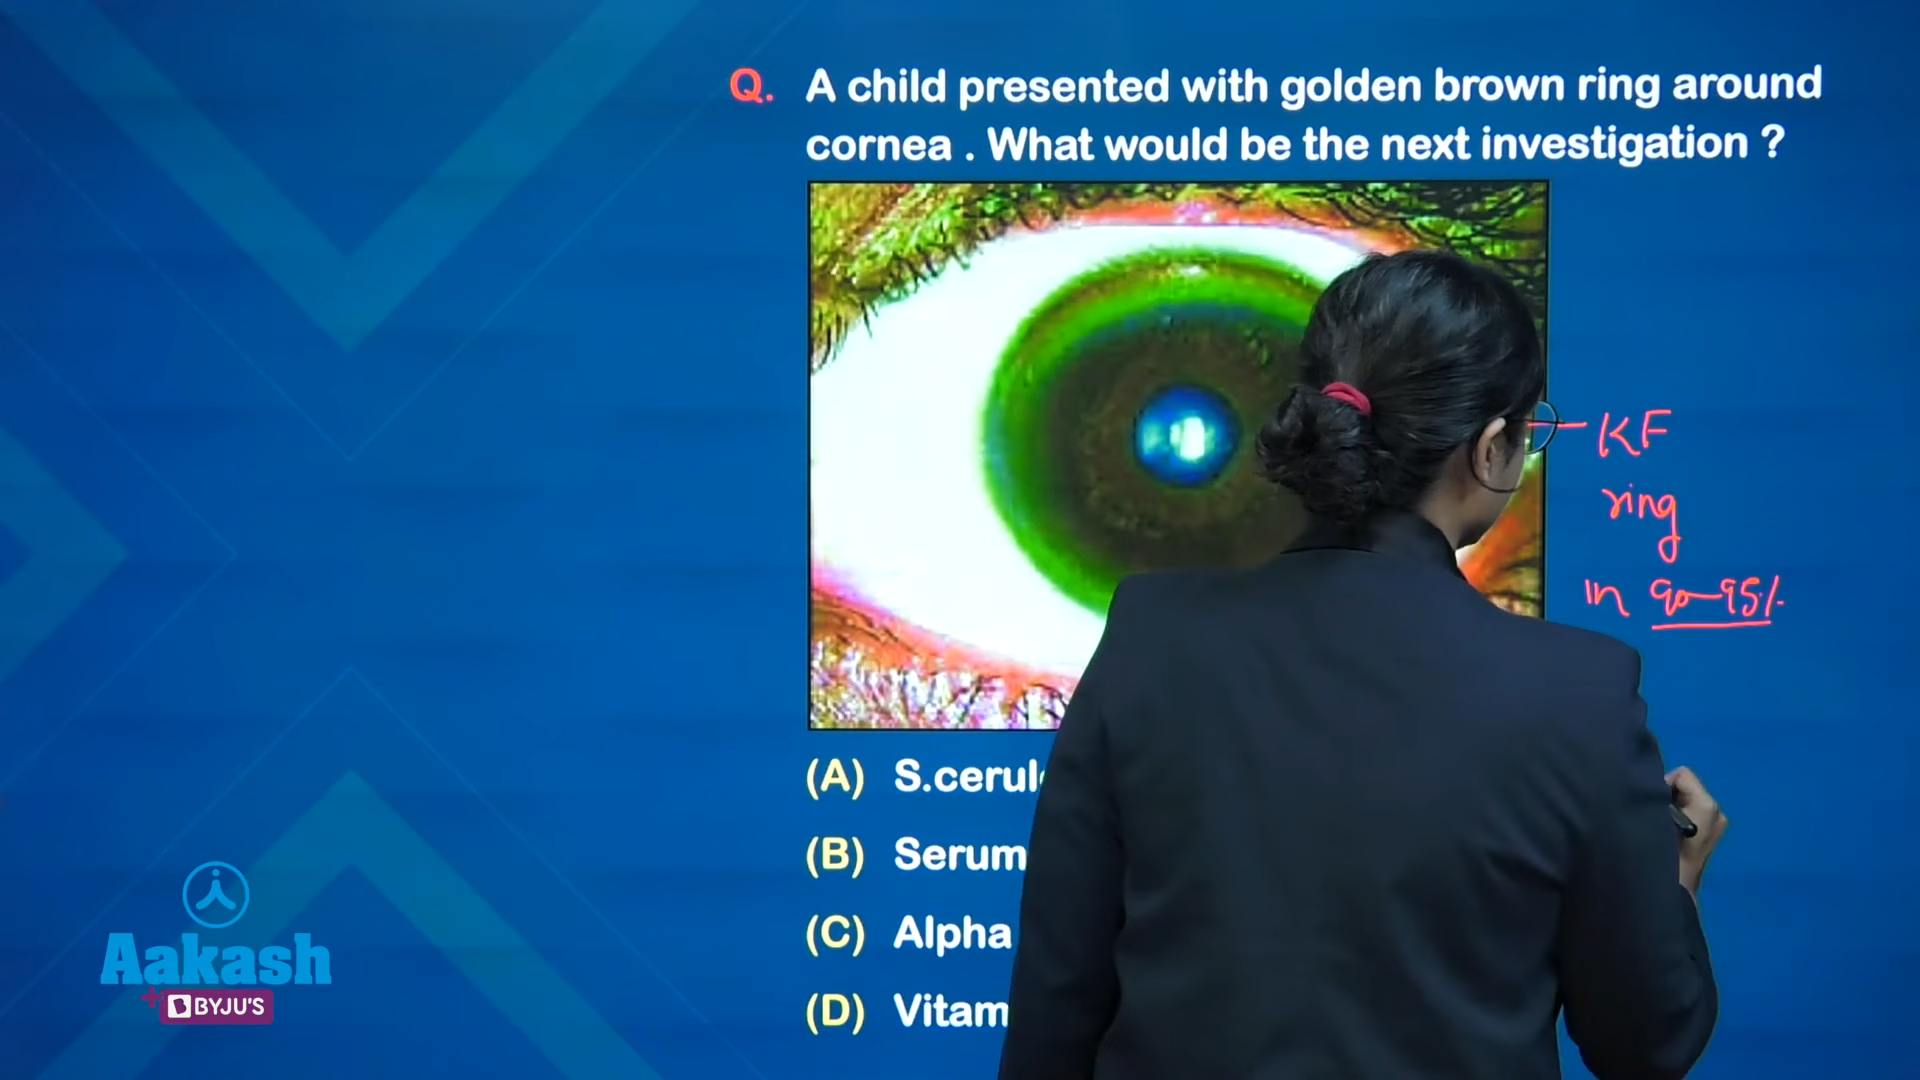 Q. A child presented with golden brown ring around
cornea . What would be the next investigation ?
KF
ring
in 90-95%
(A) S.cerul
(B) Serum
(C) Alpha
(D) Vitam
Aakash
+ BYJU'S